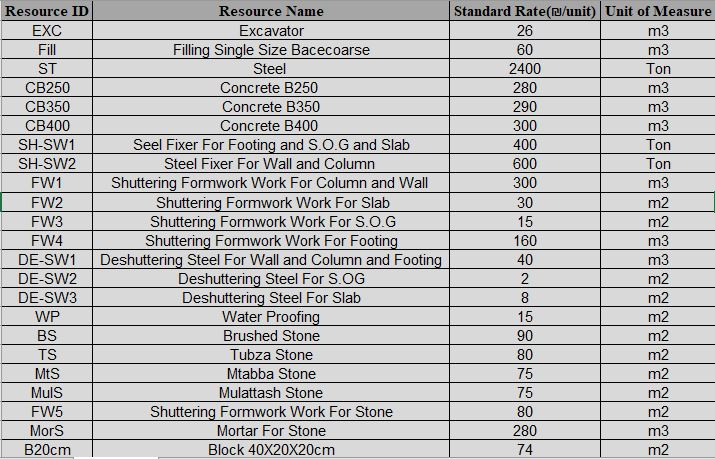 Resource ID Resource Name Standard Rate(₪/unit) Unit of Measure
EXC Excavator 26 m3
Fill Filling Single Size Bacecoarse 60 m3
ST Steel 2400 Ton
CB250 Concrete B250 280 m3
CB350 Concrete B350 290 m3
CB400 Concrete B400 300 m3
SH-SW1 Seel Fixer For Footing and S.O.G and Slab 400 Ton
SH-SW2 Steel Fixer For Wall and Column 600 Ton
FW1 Shuttering Formwork Work For Column and Wall 300 m3
FW2 Shuttering Formwork Work For Slab 30 m2
FW3 Shuttering Formwork Work For S.O.G 15 m2
FW4 Shuttering Formwork Work For Footing 160 m3
DE-SW1 Deshuttering Steel For Wall and Column and Footing 40 m3
DE-SW2 Deshuttering Steel For S.OG 2 m2
DE-SW3 Deshuttering Steel For Slab 8 m2
WP Water Proofing 15 m2
BS Brushed Stone 90 m2
TS Tubza Stone 80 m2
MtS Mtabba Stone 75 m2
MulS Mulattash Stone 75 m2
FW5 Shuttering Formwork Work For Stone 80 m2
MorS Mortar For Stone 280 m3
B20cm Block 40X20X20cm 74 m2